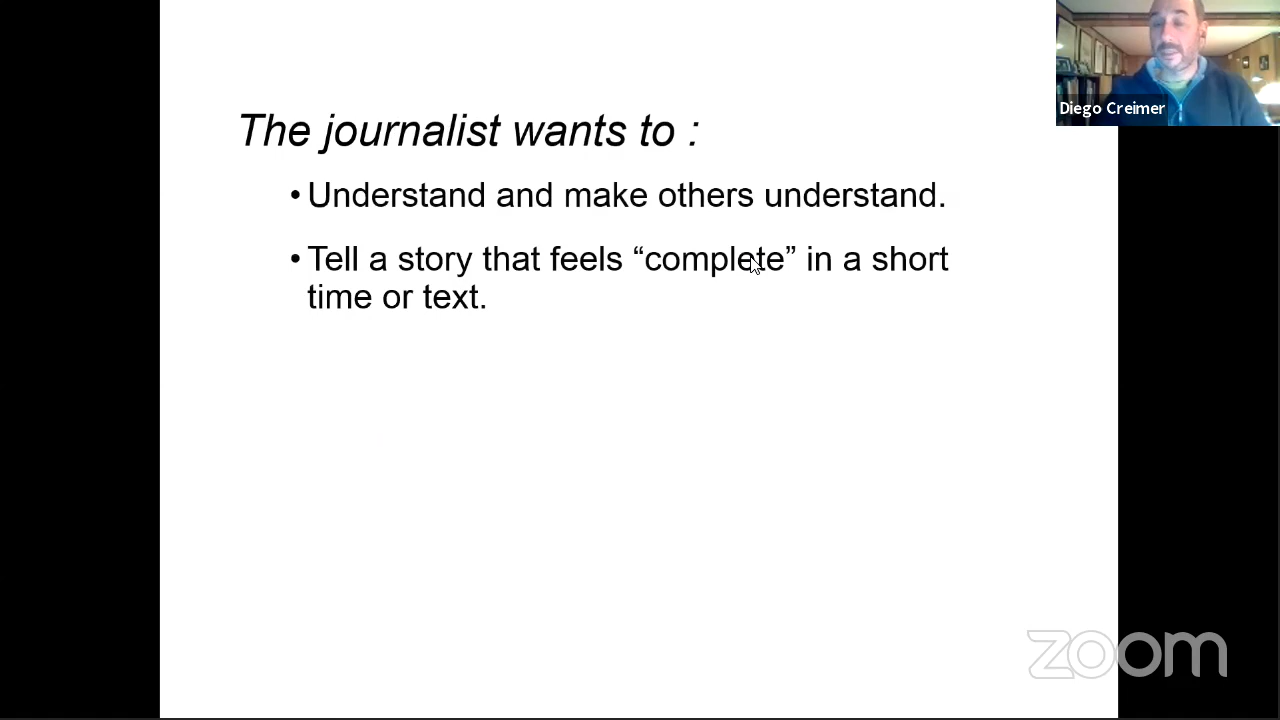 The journalist wants to :
• Understand and make others understand.
• Tell a story that feels “complete” in a short
time or text.
Diego Creimer
zoom